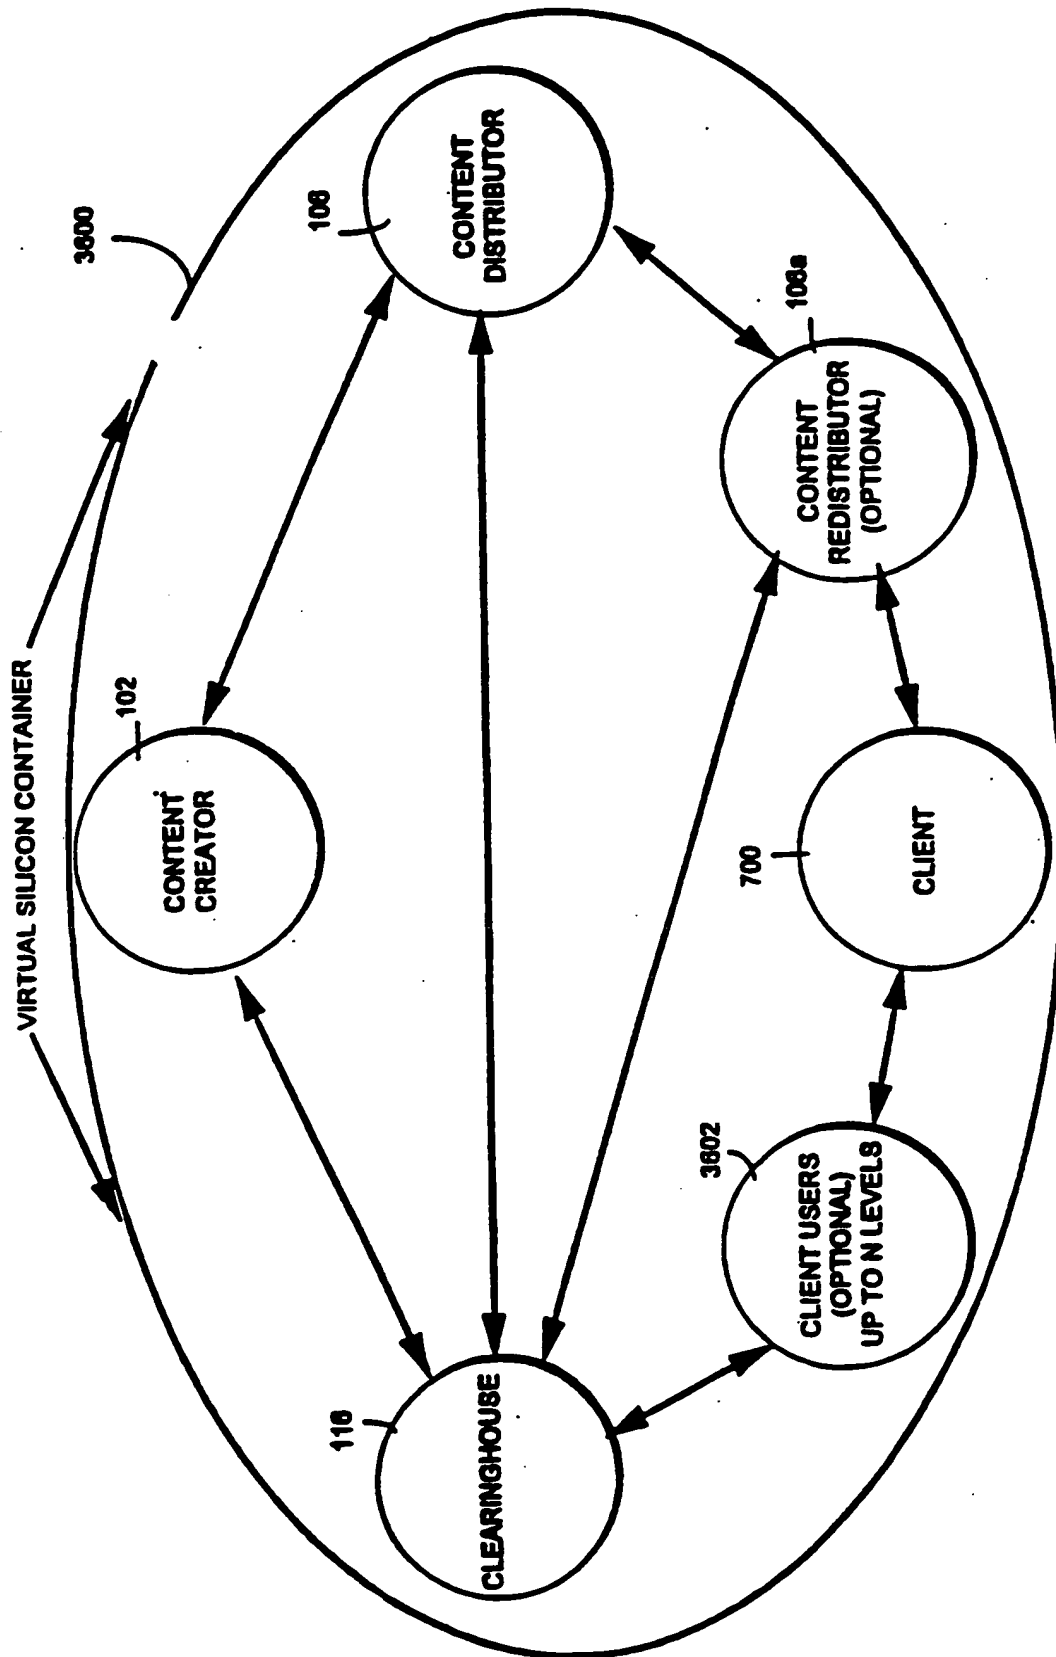 VIRTUAL SILICON CONTAINER
3600
102
CONTENT
CREATOR
106
CONTENT
DISTRIBUTOR
116
CLEARINGHOUSE
106a
CONTENT
REDISTRIBUTOR
(OPTIONAL)
3602
CLIENT USERS
(OPTIONAL)
UP TO N LEVELS
700
CLIENT